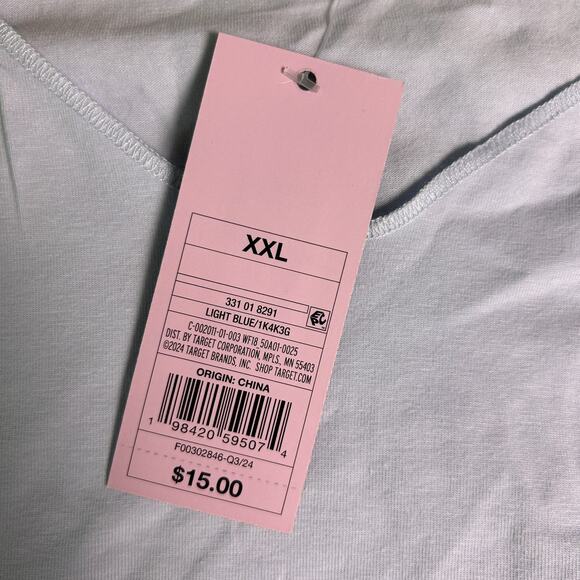 XXL
331 01 8291
LIGHT BLUE/1K4K3G
C-002011-01-003 WF18 50A01-0025
DIST. BY TARGET CORPORATION, MPLS, MN 55403
©2024 TARGET BRANDS, INC. SHOP TARGET.COM
ORIGIN: CHINA
1 98420 59507 4
F00302846-Q3/24
$15.00